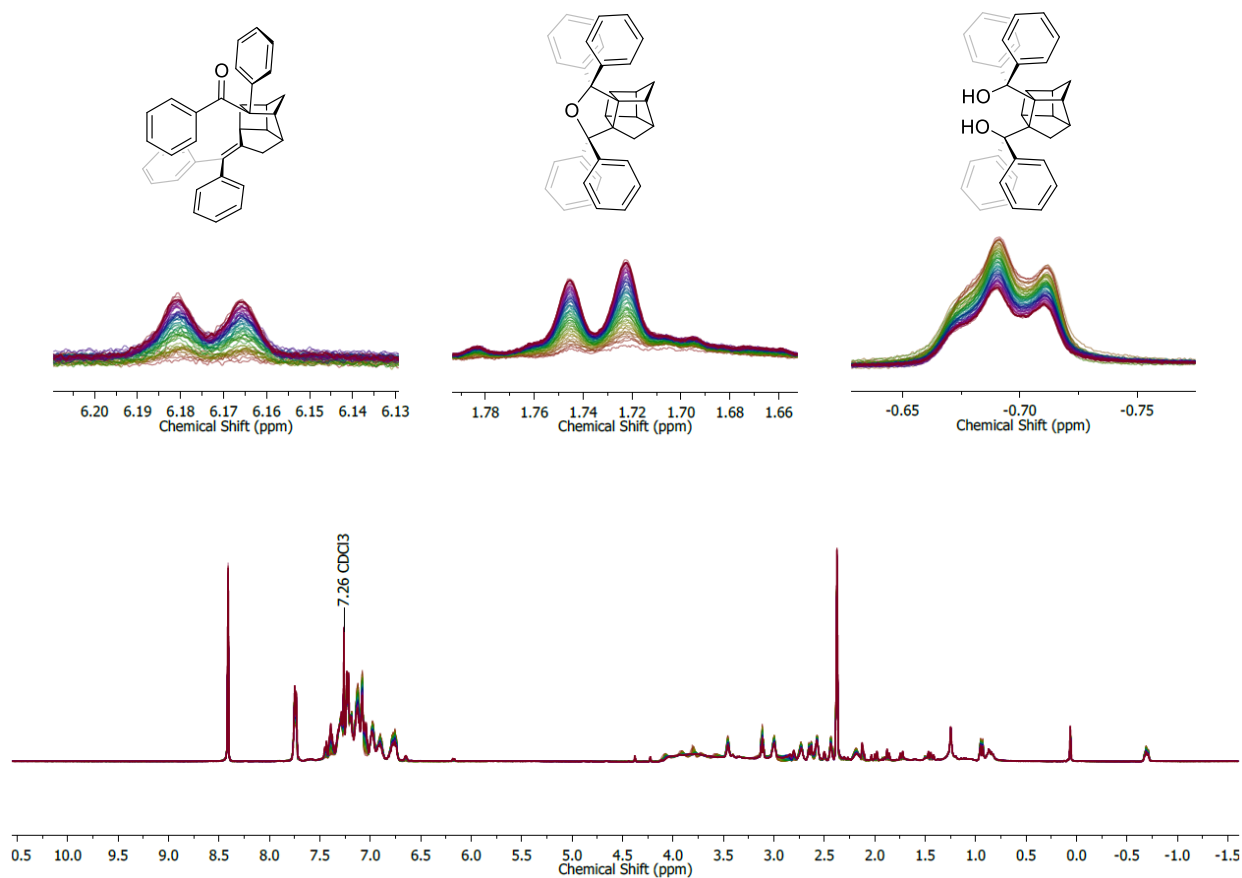 O
O
HO
HO
6.20 6.19 6.18 6.17 6.16 6.15 6.14 6.13
Chemical Shift (ppm)
1.78 1.76 1.74 1.72 1.70 1.68 1.66
Chemical Shift (ppm)
-0.65 -0.70 -0.75
Chemical Shift (ppm)
7.26 CDCl3
0.5 10.0 9.5 9.0 8.5 8.0 7.5 7.0 6.5 6.0 5.5 5.0 4.5 4.0 3.5 3.0 2.5 2.0 1.5 1.0 0.5 0.0 -0.5 -1.0 -1.5
Chemical Shift (ppm)